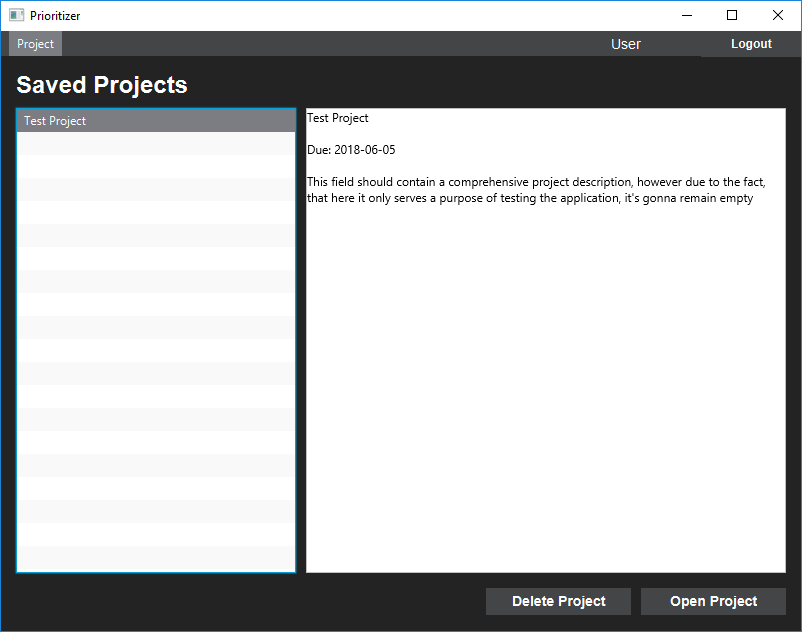 Prioritizer
Project User Logout
Saved Projects
Test Project
Test Project
Due: 2018-06-05
This field should contain a comprehensive project description, however due to the fact,
that here it only serves a purpose of testing the application, it's gonna remain empty
Delete Project Open Project